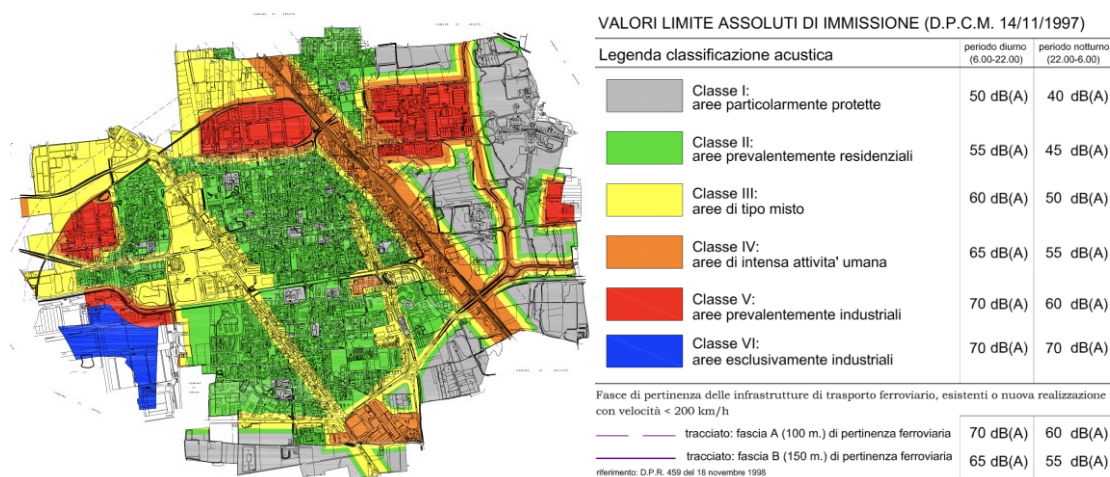 VALORI LIMITE ASSOLUTI DI IMMISSIONE (D.P.C.M. 14/11/1997)
Legenda classificazione acustica
periodo diurno
(6.00-22.00)
periodo notturno
(22.00-6.00)
Classe I:
aree particolarmente protette
50 dB(A) 40 dB(A)
Classe II:
aree prevalentemente residenziali
55 dB(A) 45 dB(A)
Classe III:
aree di tipo misto
60 dB(A) 50 dB(A)
Classe IV:
aree di intensa attivita' umana
65 dB(A) 55 dB(A)
Classe V:
aree prevalentemente industriali
70 dB(A) 60 dB(A)
Classe VI:
aree esclusivamente industriali
70 dB(A) 70 dB(A)
Fasce di pertinenza delle infrastrutture di trasporto ferroviario, esistenti o nuova realizzazione
con velocità < 200 km/h
tracciato: fascia A (100 m.) di pertinenza ferroviaria 70 dB(A) 60 dB(A)
tracciato: fascia B (150 m.) di pertinenza ferroviaria 65 dB(A) 55 dB(A)
riferimento: D.P.R. 459 del 18 novembre 1998